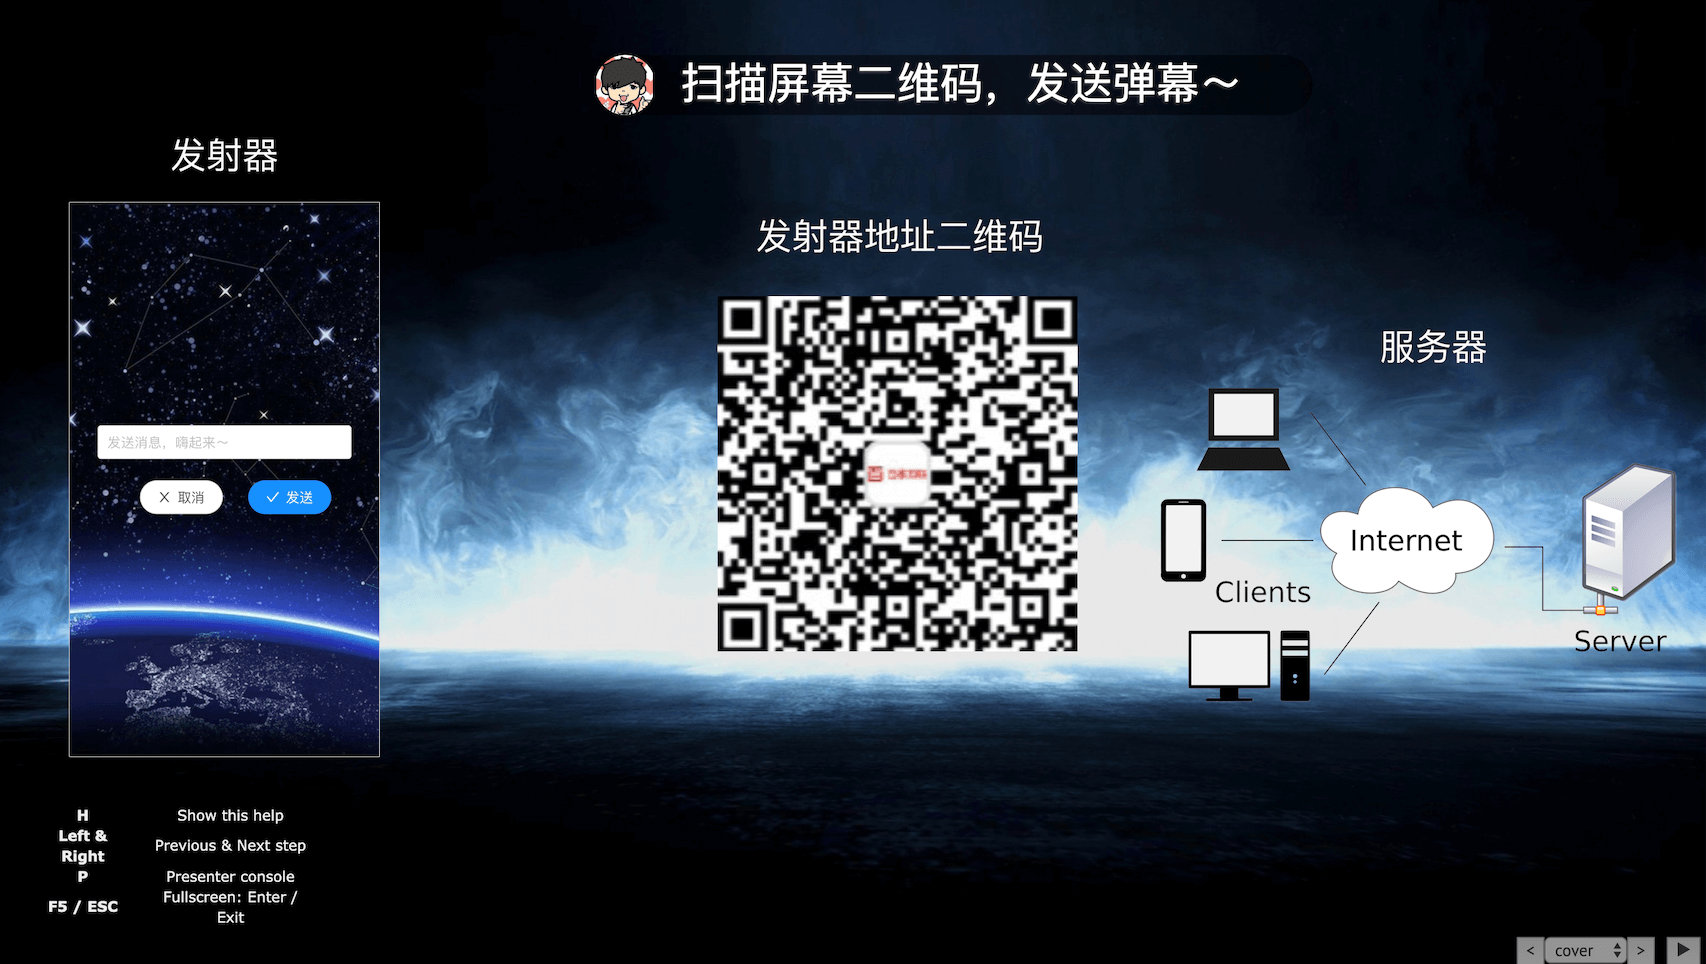 扫描屏幕二维码，发送弹幕～
发射器
发送消息，嗨起来～
取消
发送
发射器地址二维码
服务器
Internet
Clients
Server
H Show this help
Left & Right Previous & Next step
P Presenter console
F5 / ESC Fullscreen: Enter / Exit
< cover >